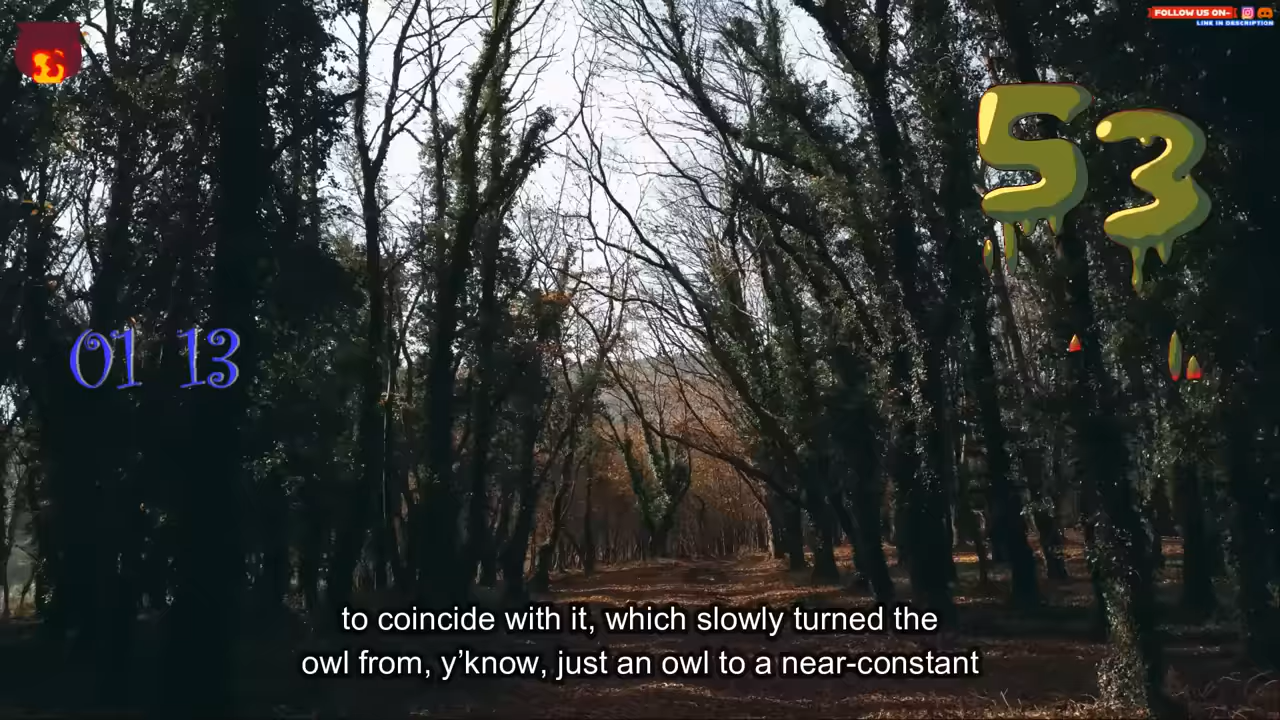 FOLLOW US ON-
LINK IN DESCRIPTION
53
01 13
to coincide with it, which slowly turned the
owl from, y’know, just an owl to a near-constant